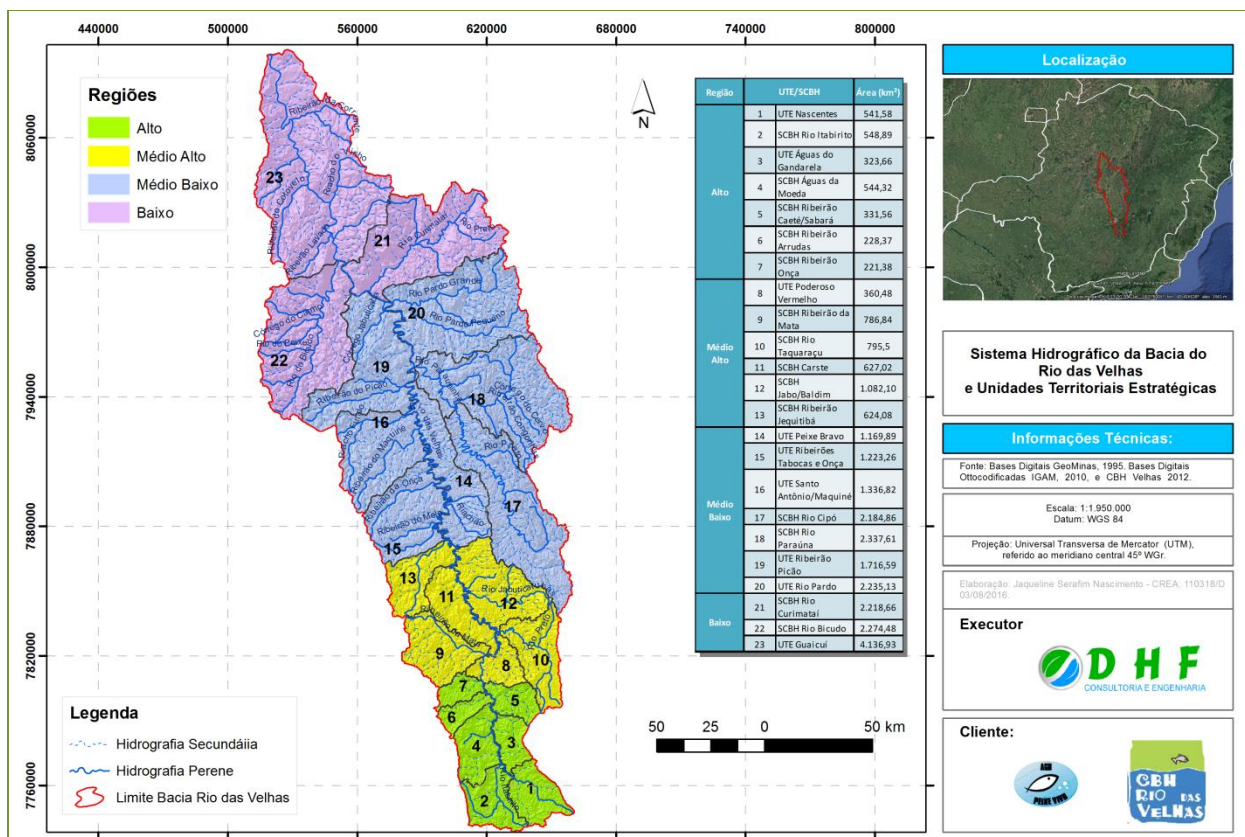 440000 500000 560000 620000 680000 740000 800000
8060000
8000000
7940000
7880000
7820000
7760000
Regiões
Alto
Médio Alto
Médio Baixo
Baixo
N
Ribeirão da Corrente
23
21
Rio Curimataí
Rio Preto
Rio Pardo Grande
20
Rio Pardo Pequeno
22
19
Ribeirão do Picão
18
16
Ribeirão do Maquiné
14
17
Ribeirão da Onça
15
13
11
12
Rio Jabuticatubas
9
8
10
7
5
6
4
3
2
1
Região UTE/SCBH Área (km²)
Alto
1 UTE Nascentes 541,58
2 SCBH Rio Itabirito 548,89
3 UTE Águas do Gandarela 323,66
4 SCBH Águas da Moeda 544,32
5 SCBH Ribeirão Caeté/Sabará 331,56
6 SCBH Ribeirão Arrudas 228,37
7 SCBH Ribeirão Onça 221,38
Médio Alto
8 UTE Poderoso Vermelho 360,48
9 SCBH Ribeirão da Mata 786,84
10 SCBH Rio Taquaraçu 795,5
11 SCBH Carste 627,02
12 SCBH Jabo/Baldim 1.082,10
13 SCBH Ribeirão Jequitibá 624,08
Médio Baixo
14 UTE Peixe Bravo 1.169,89
15 UTE Ribeirões Tabocas e Onça 1.223,26
16 UTE Santo Antônio/Maquiné 1.336,82
17 SCBH Rio Cipó 2.184,86
18 SCBH Rio Paraúna 2.337,61
19 UTE Ribeirão Picão 1.716,59
20 UTE Rio Pardo 2.235,13
Baixo
21 SCBH Rio Curimataí 2.218,66
22 SCBH Rio Bicudo 2.274,48
23 UTE Guaicuí 4.136,93
50 25 0 50 km
Legenda
Hidrografia Secundáiia
Hidrografia Perene
Limite Bacia Rio das Velhas
Localização
Sistema Hidrográfico da Bacia do
Rio das Velhas
e Unidades Territoriais Estratégicas
Informações Técnicas:
Fonte: Bases Digitais GeoMinas, 1995. Bases Digitais
Ottocodificadas IGAM, 2010, e CBH Velhas 2012.
Escala: 1:1.950.000
Datum: WGS 84
Projeção: Universal Transversa de Mercator (UTM),
referido ao meridiano central 45º WGr.
Elaboração: Jaqueline Serafim Nascimento - CREA: 110318/D
03/08/2016.
Executor
DHF
CONSULTORIA E ENGENHARIA
Cliente:
AGB
PEIXE VIVO
CBH
RIO DAS
VELHAS